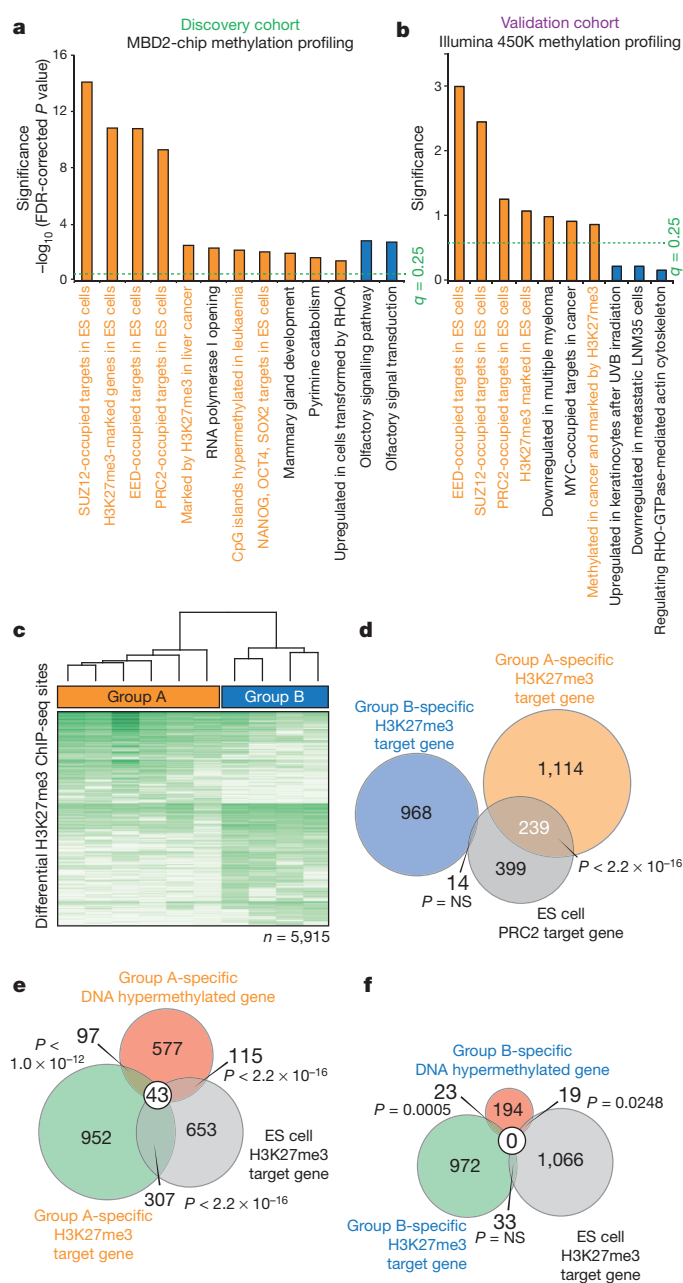 a
Discovery cohort
MBD2-chip methylation profiling
Significance
–log10 (FDR-corrected P value)
16
12
8
4
0
q = 0.25
SUZ12-occupied targets in ES cells
H3K27me3-marked genes in ES cells
EED-occupied targets in ES cells
PRC2-occupied targets in ES cells
Marked by H3K27me3 in liver cancer
RNA polymerase I opening
CpG islands hypermethylated in leukaemia
NANOG, OCT4, SOX2 targets in ES cells
Mammary gland development
Pyrimine catabolism
Upregulated in cells transformed by RHOA
Olfactory signalling pathway
Olfactory signal transduction
b
Validation cohort
Illumina 450K methylation profiling
Significance
3
2
1
0
q = 0.25
EED-occupied targets in ES cells
SUZ12-occupied targets in ES cells
PRC2-occupied targets in ES cells
H3K27me3 marked in ES cells
Downregulated in multiple myeloma
MYC-occupied targets in cancer
Methylated in cancer and marked by H3K27me3
Upregulated in keratinocytes after UVB irradiation
Downregulated in metastatic LNM35 cells
Regulating RHO-GTPase-mediated actin cytoskeleton
c
Group A
Group B
Differential H3K27me3 ChIP-seq sites
n = 5,915
d
Group A-specific
H3K27me3
target gene
Group B-specific
H3K27me3
target gene
1,114
968
239
399
14
P = NS
P < 2.2 × 10–16
ES cell
PRC2 target gene
e
Group A-specific
DNA hypermethylated gene
P <
1.0 × 10–12
97
577
115
P < 2.2 × 10–16
43
952
653
ES cell
H3K27me3
target gene
307
P < 2.2 × 10–16
Group A-specific
H3K27me3
target gene
f
Group B-specific
DNA hypermethylated gene
23
P = 0.0005
194
19
P = 0.0248
0
972
1,066
33
P = NS
Group B-specific
H3K27me3
target gene
ES cell
H3K27me3
target gene